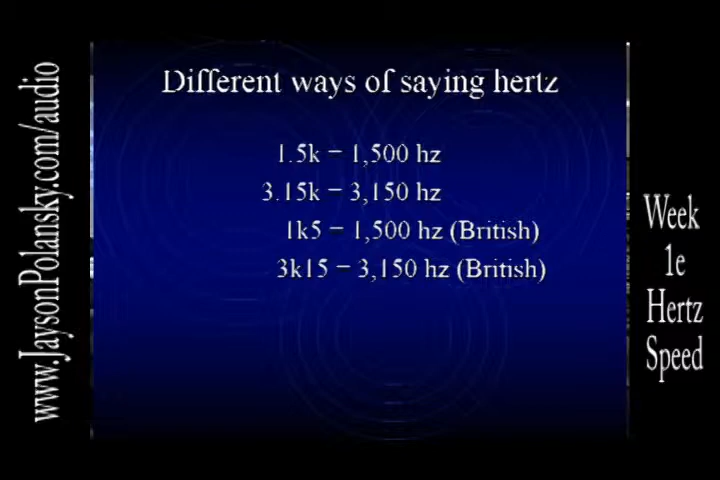 www.JaysonPolansky.com/audio
Different ways of saying hertz
1.5k = 1,500 hz
3.15k = 3,150 hz
1k5 = 1,500 hz (British)
3k15 = 3,150 hz (British)
Week
1e
Hertz
Speed